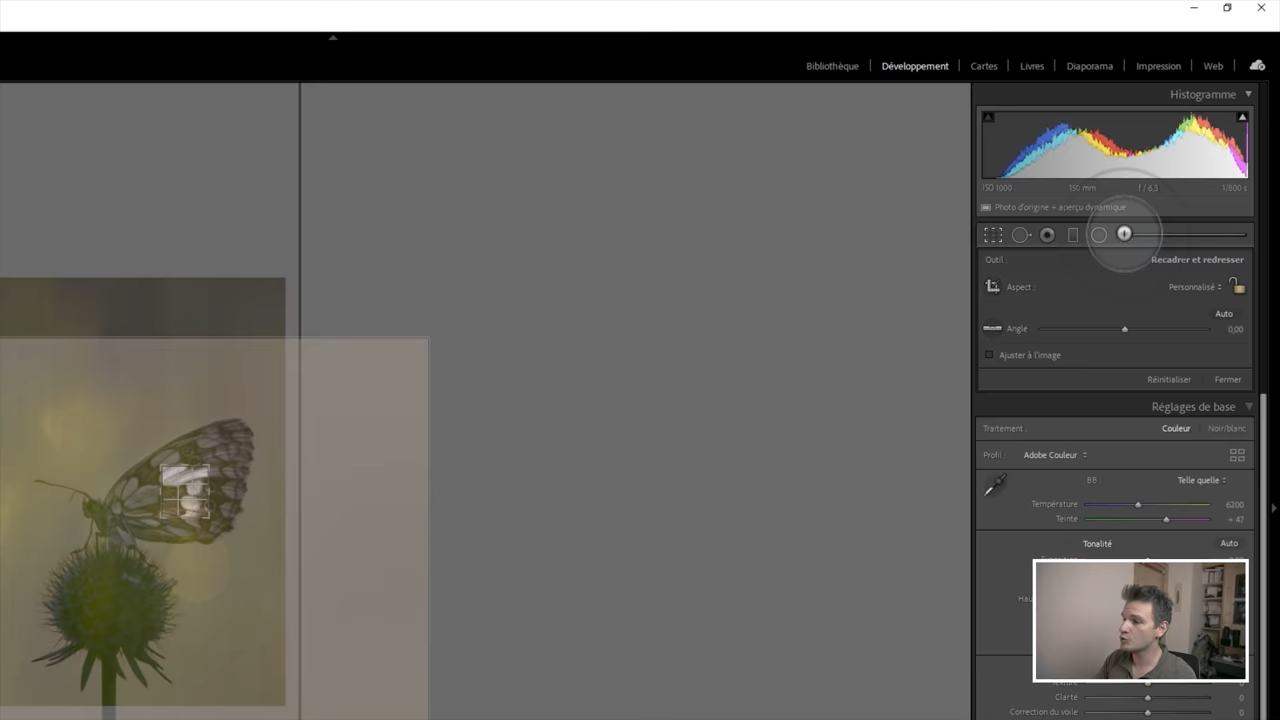 Bibliothèque | Développement | Cartes | Livres | Diaporama | Impression | Web
Histogramme
ISO 1000 150 mm f / 6,3 1/800 s
Photo d'origine + aperçu dynamique
Outil : Recadrer et redresser
Aspect : Personnalisé
Auto
Angle 0,00
Ajuster à l'image
Réinitialiser Fermer
Réglages de base
Traitement : Couleur Noir/blanc
Profil : Adobe Couleur
BB : Telle quelle
Température 6200
Teinte + 47
Tonalité Auto
Clarté 0
Correction du voile 0